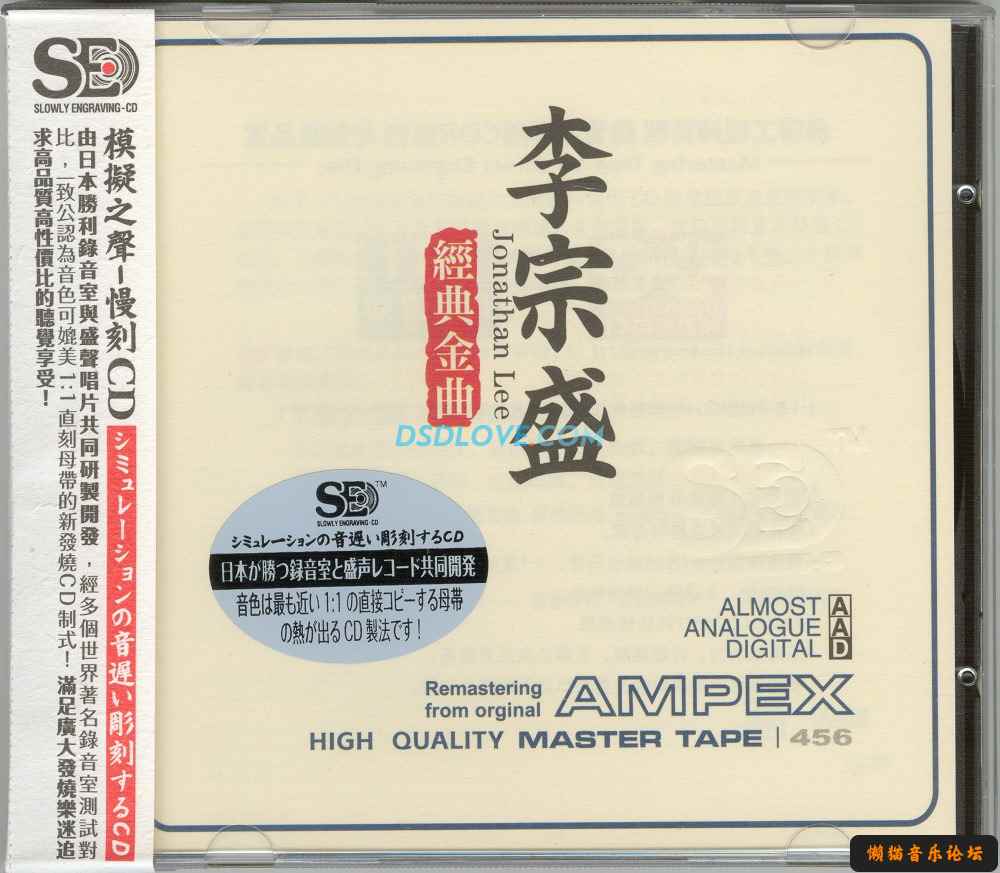 SE
SLOWLY ENGRAVING-CD
模擬之聲-慢刻CD
シミュレーションの音遅い彫刻するCD
由日本勝利錄音室與盛聲唱片共同研製開發，經多個世界著名錄音室測試對
比，一致公認為音色可媲美1:1直刻母帶的新發燒CD制式！滿足廣大發燒樂迷追
求高品質高性價比的聽覺享受！
李宗盛
Jonathan Lee
經典金曲
DSDLOVE.COM
SE TM
SLOWLY ENGRAVING-CD
シミュレーションの音遅い彫刻するCD
日本が勝つ録音室と盛声レコード共同開発
音色は最も近い1:1の直接コピーする母帯
の熱が出るCD製法です！
ALMOST A
ANALOGUE A
DIGITAL D
Remastering
from orginal AMPEX
HIGH QUALITY MASTER TAPE | 456
懒猫音乐论坛